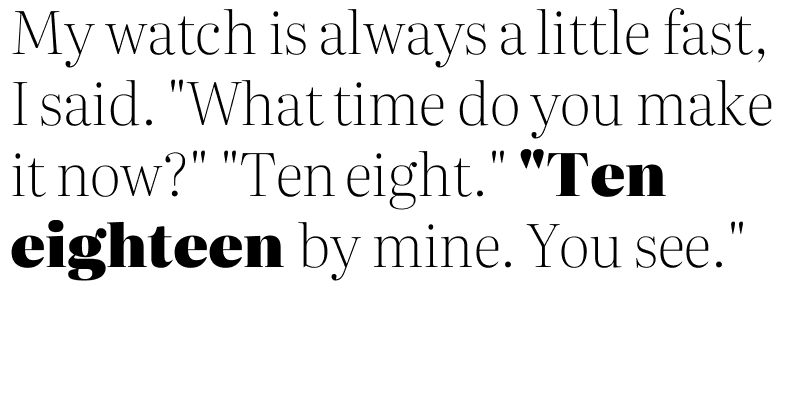 My watch is always a little fast,
I said. "What time do you make
it now?" "Ten eight." "Ten
eighteen by mine. You see."